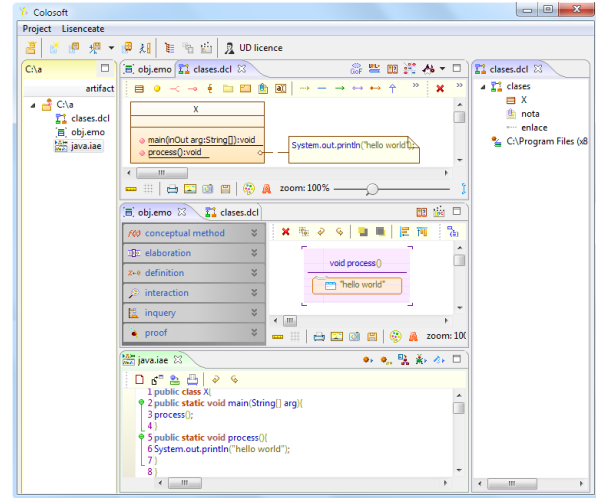 Colosoft
Project Lisenceate
UD licence
C:\a
artifact
C:\a
clases.dcl
obj.emo
java.iae
obj.emo clases.dcl
GoF
X
main(inOut arg:String[]):void
process():void
System.out.println("hello world");
zoom: 100%
obj.emo clases.dcl
f(x) conceptual method
elaboration
definition
interaction
inquery
proof
void process()
"hello world"
zoom: 100
java.iae
1 public class X{
2 public static void main(String[] arg){
3 process();
4 }
5 public static void process(){
6 System.out.println("hello world");
7 }
8 }
clases.dcl
clases
X
nota
enlace
C:\Program Files (x8